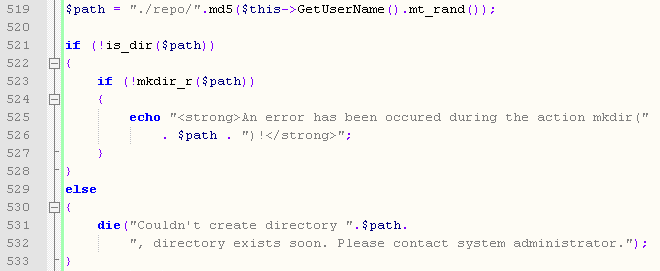 519 $path = "./repo/".md5($this->GetUserName().mt_rand());
520
521 if (!is_dir($path))
522 {
523 if (!mkdir_r($path))
524 {
525 echo "<strong>An error has been occured during the action mkdir("
526 . $path . ")!</strong>";
527 }
528 }
529 else
530 {
531 die("Couldn't create directory ".$path.
532 ", directory exists soon. Please contact system administrator.");
533 }